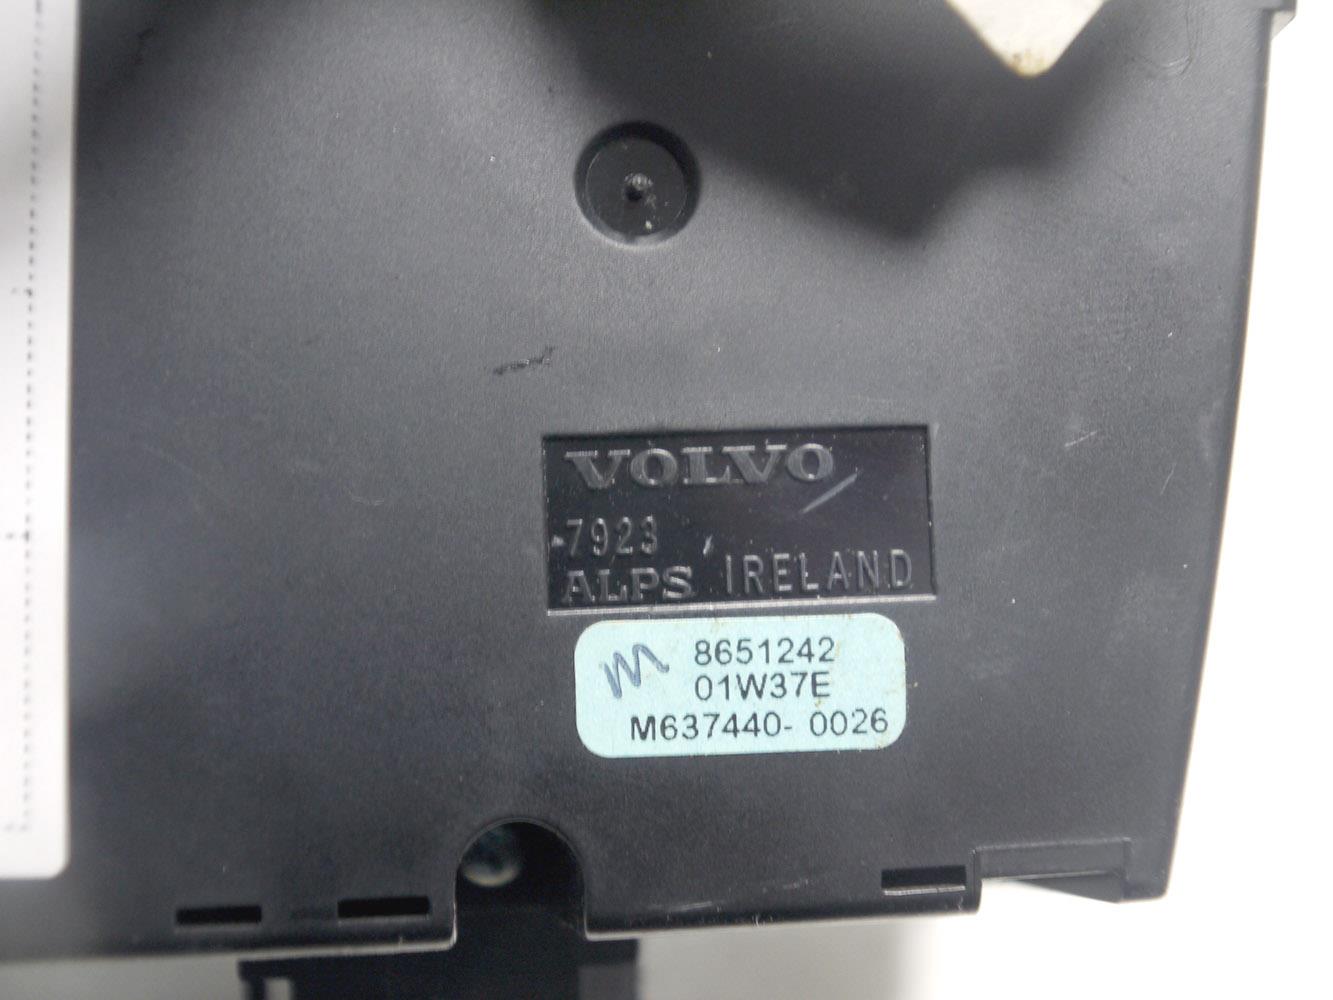 VOLVO
7923
ALPS IRELAND
m 8651242
01W37E
M637440- 0026